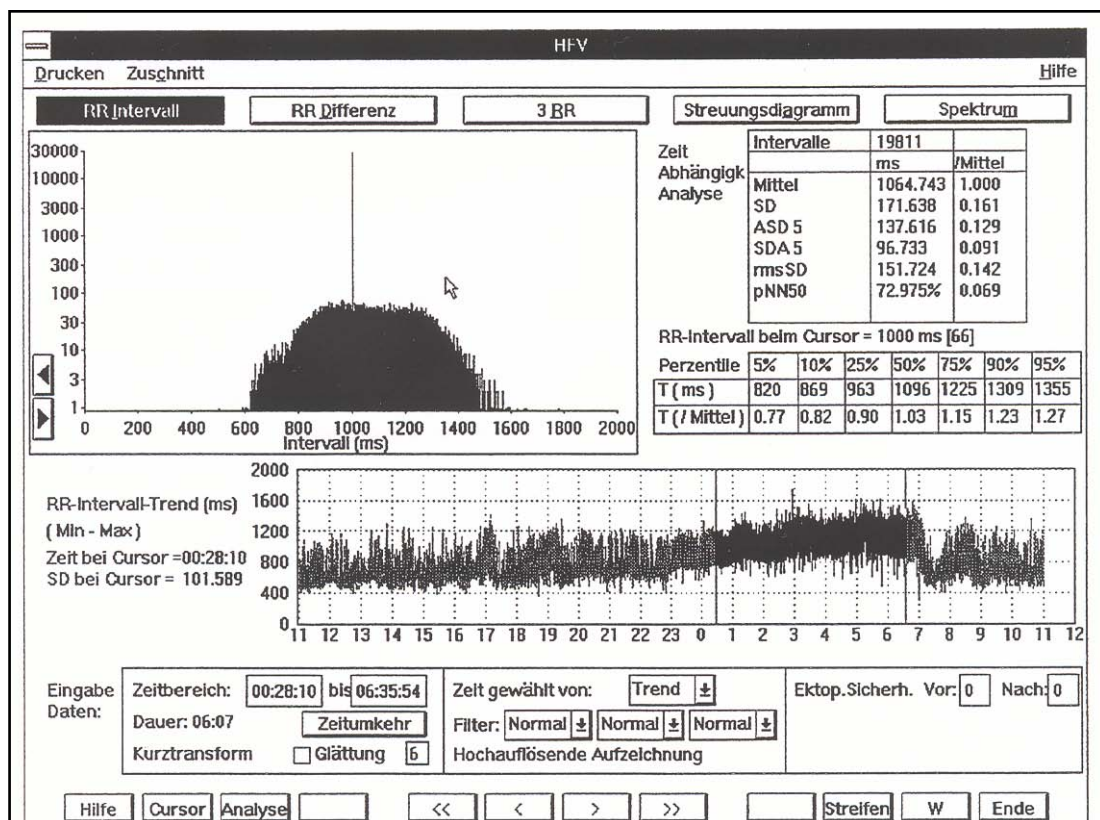 HFV
Drucken Zuschnitt Hilfe
RR Intervall RR Differenz 3 RR Streuungsdiagramm Spektrum
30000
10000
3000
1000
300
100
30
10
3
1
0 200 400 600 800 1000 1200 1400 1600 1800 2000
Intervall (ms)
Zeit
Abhängigk
Analyse
Intervalle 19811
ms /Mittel
Mittel 1064.743 1.000
SD 171.638 0.161
ASD 5 137.616 0.129
SDA 5 96.733 0.091
rmsSD 151.724 0.142
pNN50 72.975% 0.069
RR-Intervall beim Cursor = 1000 ms [66]
Perzentile 5% 10% 25% 50% 75% 90% 95%
T (ms) 820 869 963 1096 1225 1309 1355
T (/ Mittel) 0.77 0.82 0.90 1.03 1.15 1.23 1.27
RR-Intervall-Trend (ms)
(Min - Max)
Zeit bei Cursor =00:28:10
SD bei Cursor = 101.589
2000
1600
1200
800
400
0
11 12 13 14 15 16 17 18 19 20 21 22 23 0 1 2 3 4 5 6 7 8 9 10 11 12
Eingabe
Daten:
Zeitbereich: 00:28:10 bis 06:35:54
Dauer: 06:07 Zeitumkehr
Kurztransform Glättung 6
Zeit gewählt von: Trend
Filter: Normal Normal Normal
Hochauflösende Aufzeichnung
Ektop.Sicherh. Vor: 0 Nach: 0
Hilfe Cursor Analyse << < > >> Streifen W Ende